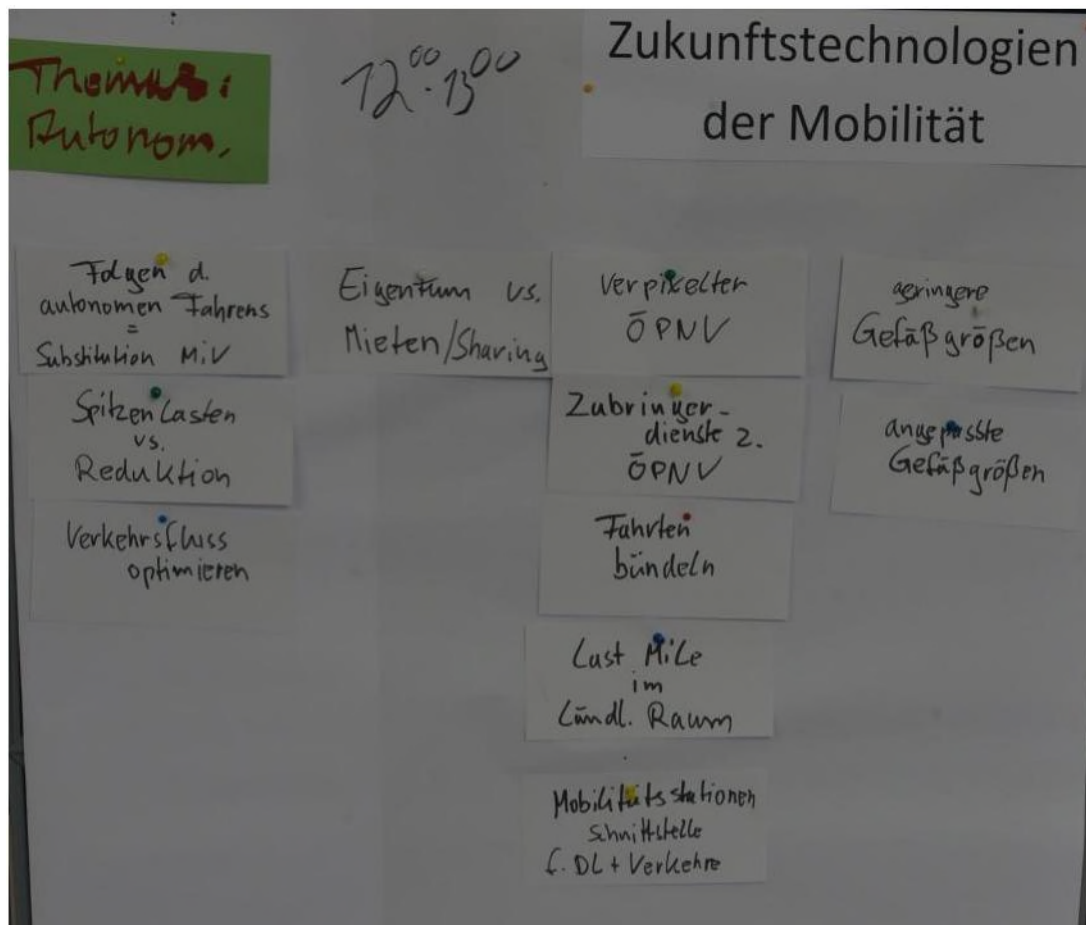 Thema:
Autonom.
12⁰⁰-13⁰⁰
Zukunftstechnologien
der Mobilität
Folgen d.
autonomen Fahrens
=
Substitution MiV
Spitzenlasten
vs.
Reduktion
Verkehrsfluss
optimieren
Eigentum vs.
Mieten/Sharing
Verpixelter
ÖPNV
Zubringer-
dienste z.
ÖPNV
Fahrten
bündeln
Last Mile
im
Ländl. Raum
Mobilitätsstationen
Schnittstelle
f. DL + Verkehre
geringere
Gefäßgrößen
angepasste
Gefäßgrößen